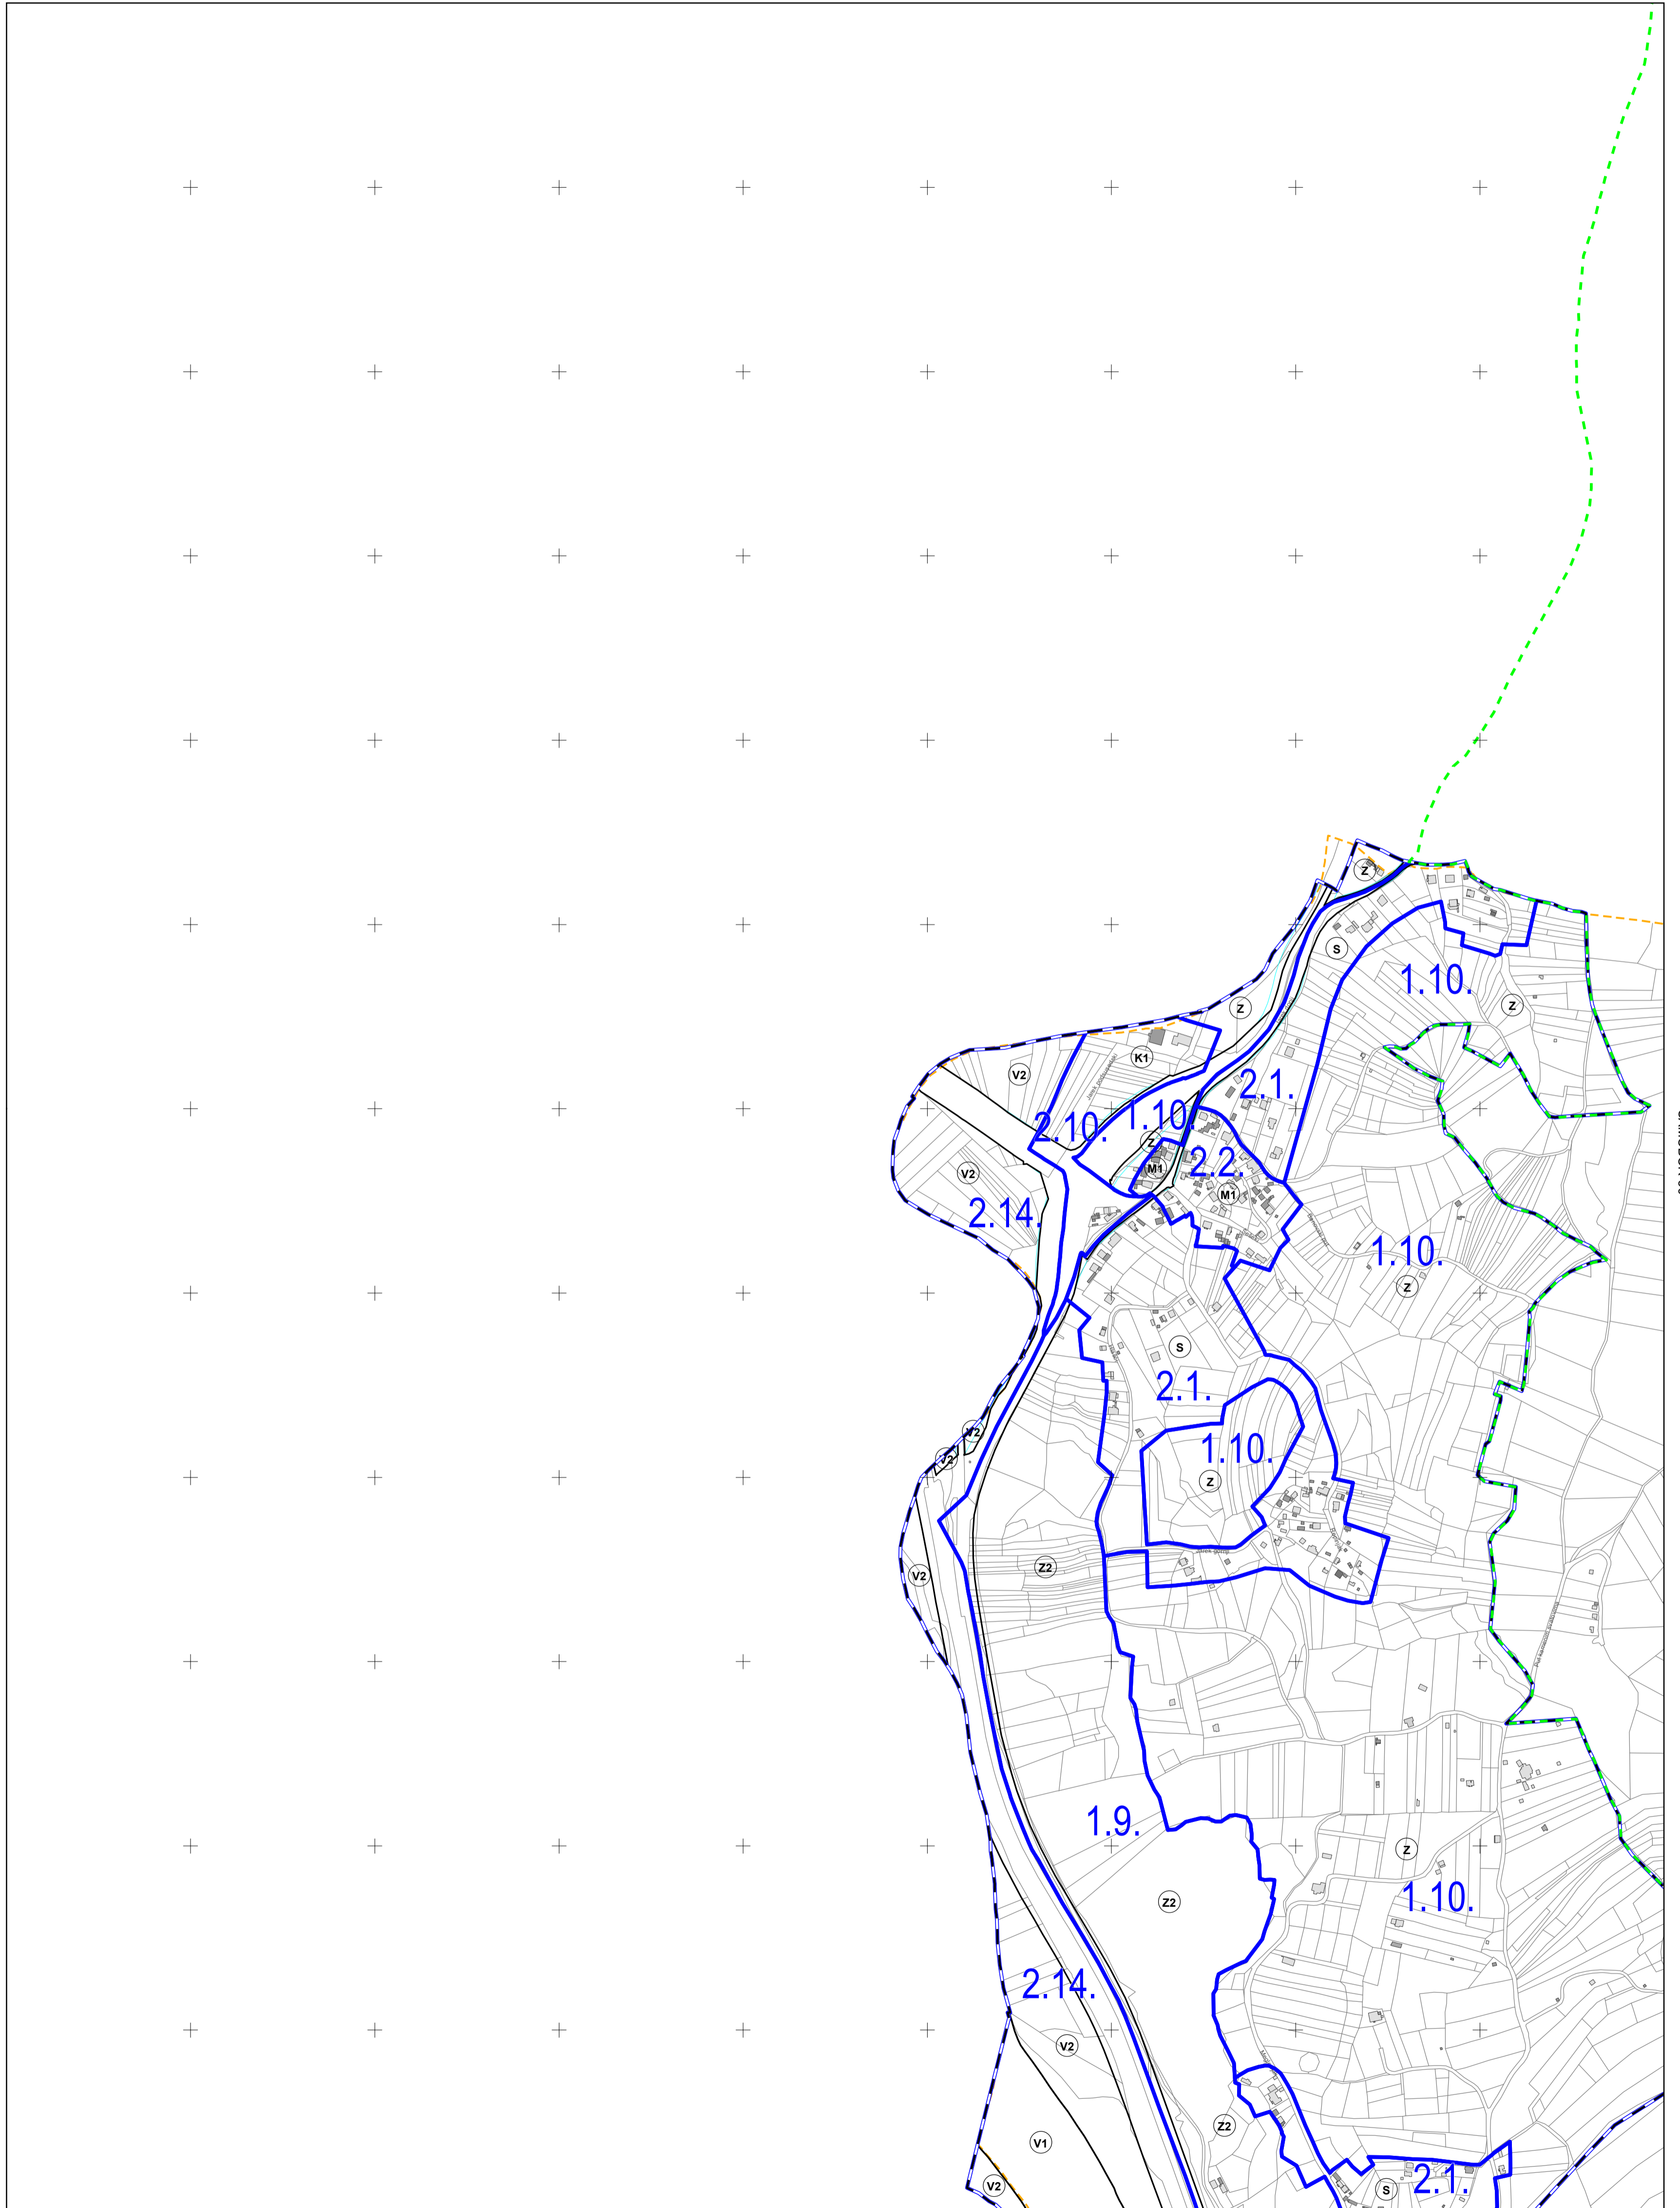 Z
S
1.10.
Z
Z
K1
V2
2.1.
Jarek podsusedski
2.10.
1.10.
Z
2.2.
M1
V2
M1
2.14.
1.10.
Z
S
2.1.
V2
1.10.
V2
Z
Z2
V2
1.9.
Z
1.10.
Z2
2.14.
V2
Z2
V1
2.1.
V2
S